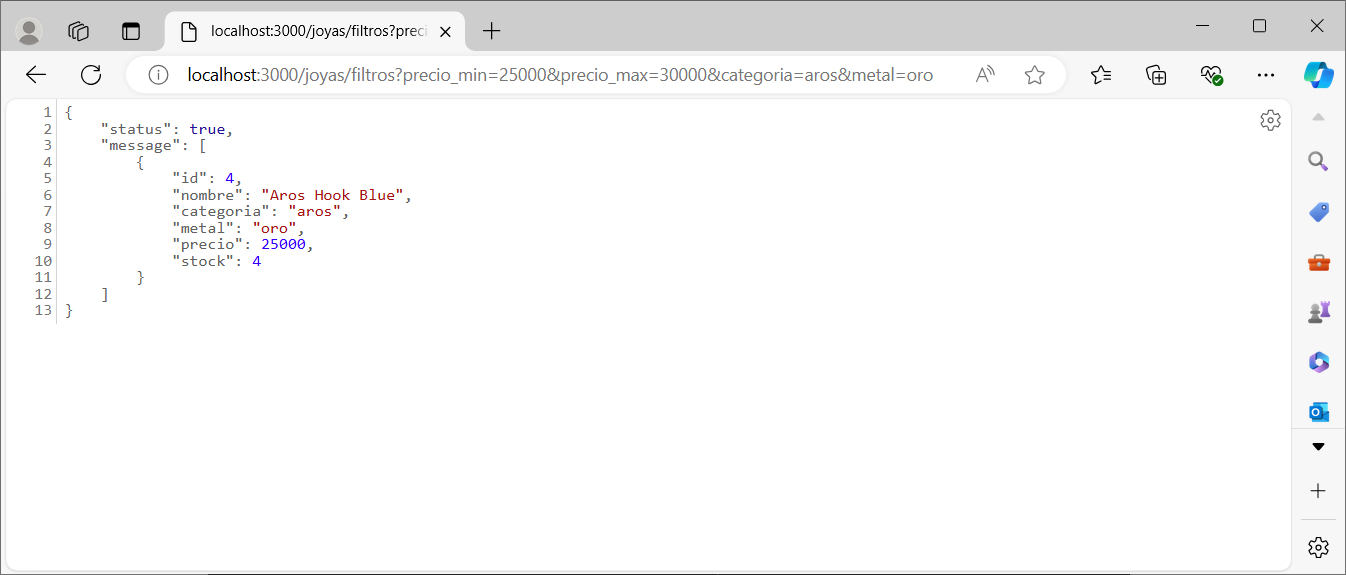 localhost:3000/joyas/filtros?preci
localhost:3000/joyas/filtros?precio_min=25000&precio_max=30000&categoria=aros&metal=oro
1 {
2     "status": true,
3     "message": [
4         {
5             "id": 4,
6             "nombre": "Aros Hook Blue",
7             "categoria": "aros",
8             "metal": "oro",
9             "precio": 25000,
10             "stock": 4
11         }
12     ]
13 }